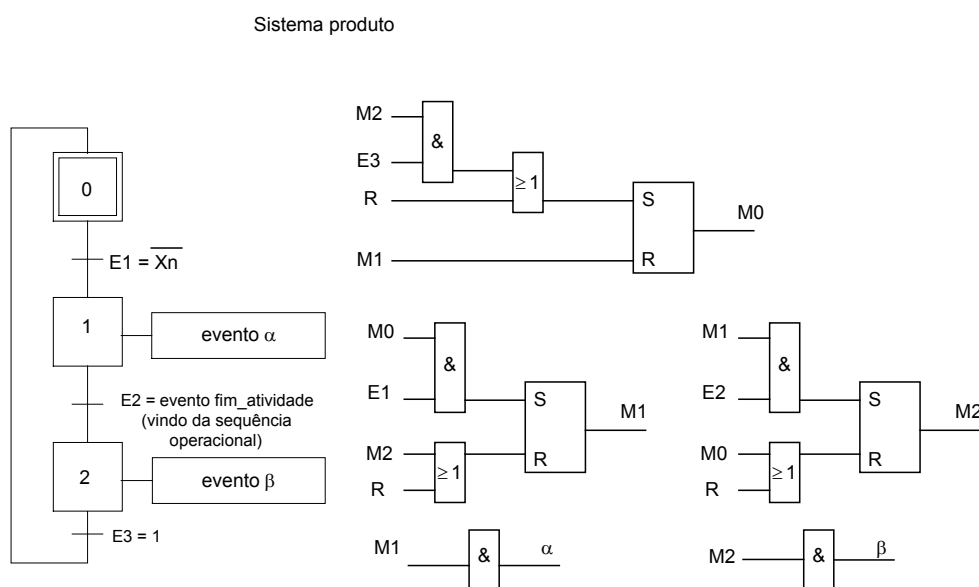 Sistema produto
0
E1 = X̅n̅
1
evento α
E2 = evento fim_atividade
(vindo da sequência
operacional)
2
evento β
E3 = 1
M2
E3
&
R
≥ 1
M1
S
R
M0
M0
E1
&
M2
R
≥ 1
S
R
M1
M1
E2
&
M0
R
≥ 1
S
R
M2
M1
&
α
M2
&
β